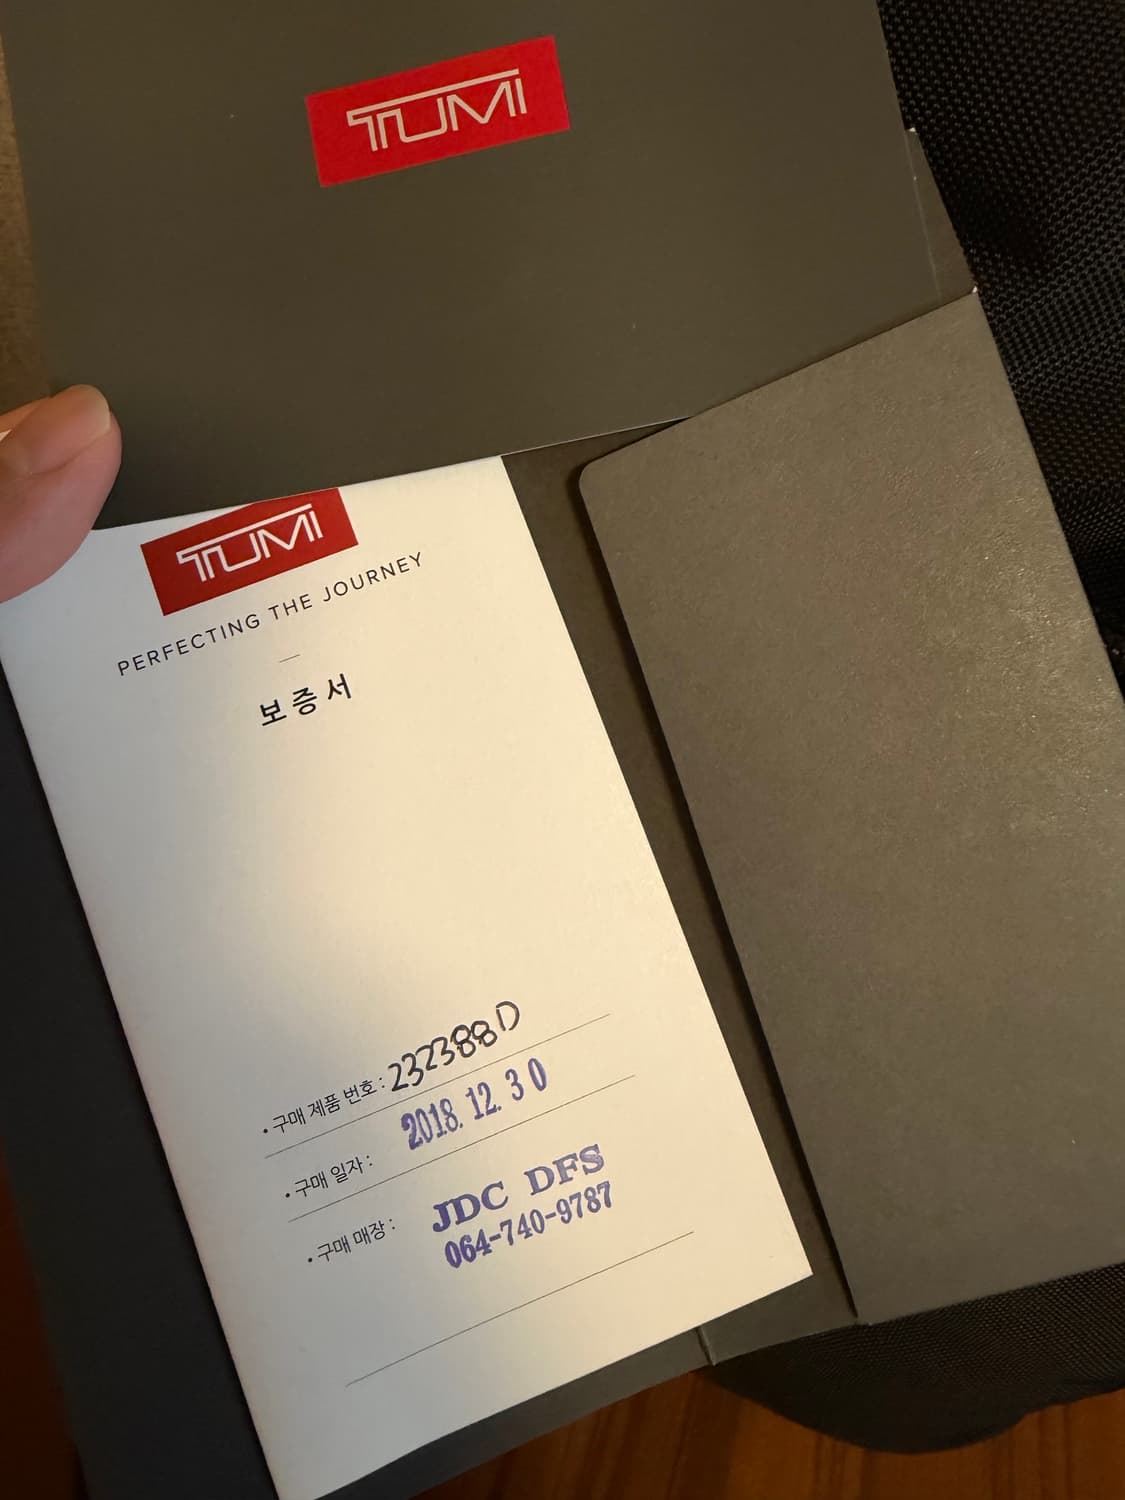 TUMI
TUMI
PERFECTING THE JOURNEY
보증서
• 구매 제품 번호 : 232388D
• 구매 일자 : 2018. 12. 30
• 구매 매장 : JDC DFS
064-740-9787